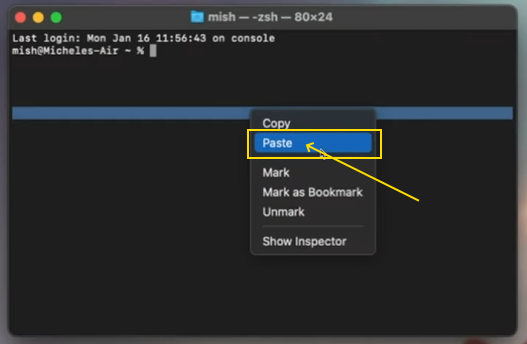 mish — -zsh — 80×24
Last login: Mon Jan 16 11:56:43 on console
mish@Micheles-Air ~ %
Copy
Paste
Mark
Mark as Bookmark
Unmark
Show Inspector